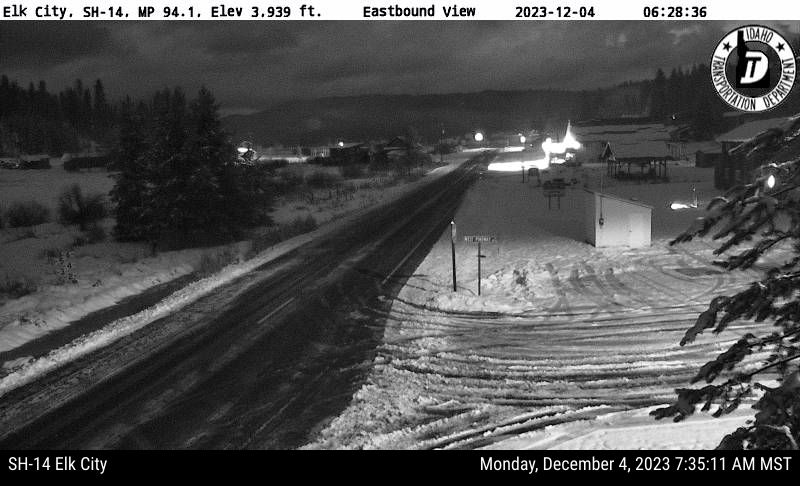 Elk City, SH-14, MP 94.1, Elev 3,939 ft. Eastbound View 2023-12-04 06:28:36
IDAHO
TRANSPORTATION DEPARTMENT
SH-14 Elk City Monday, December 4, 2023 7:35:11 AM MST